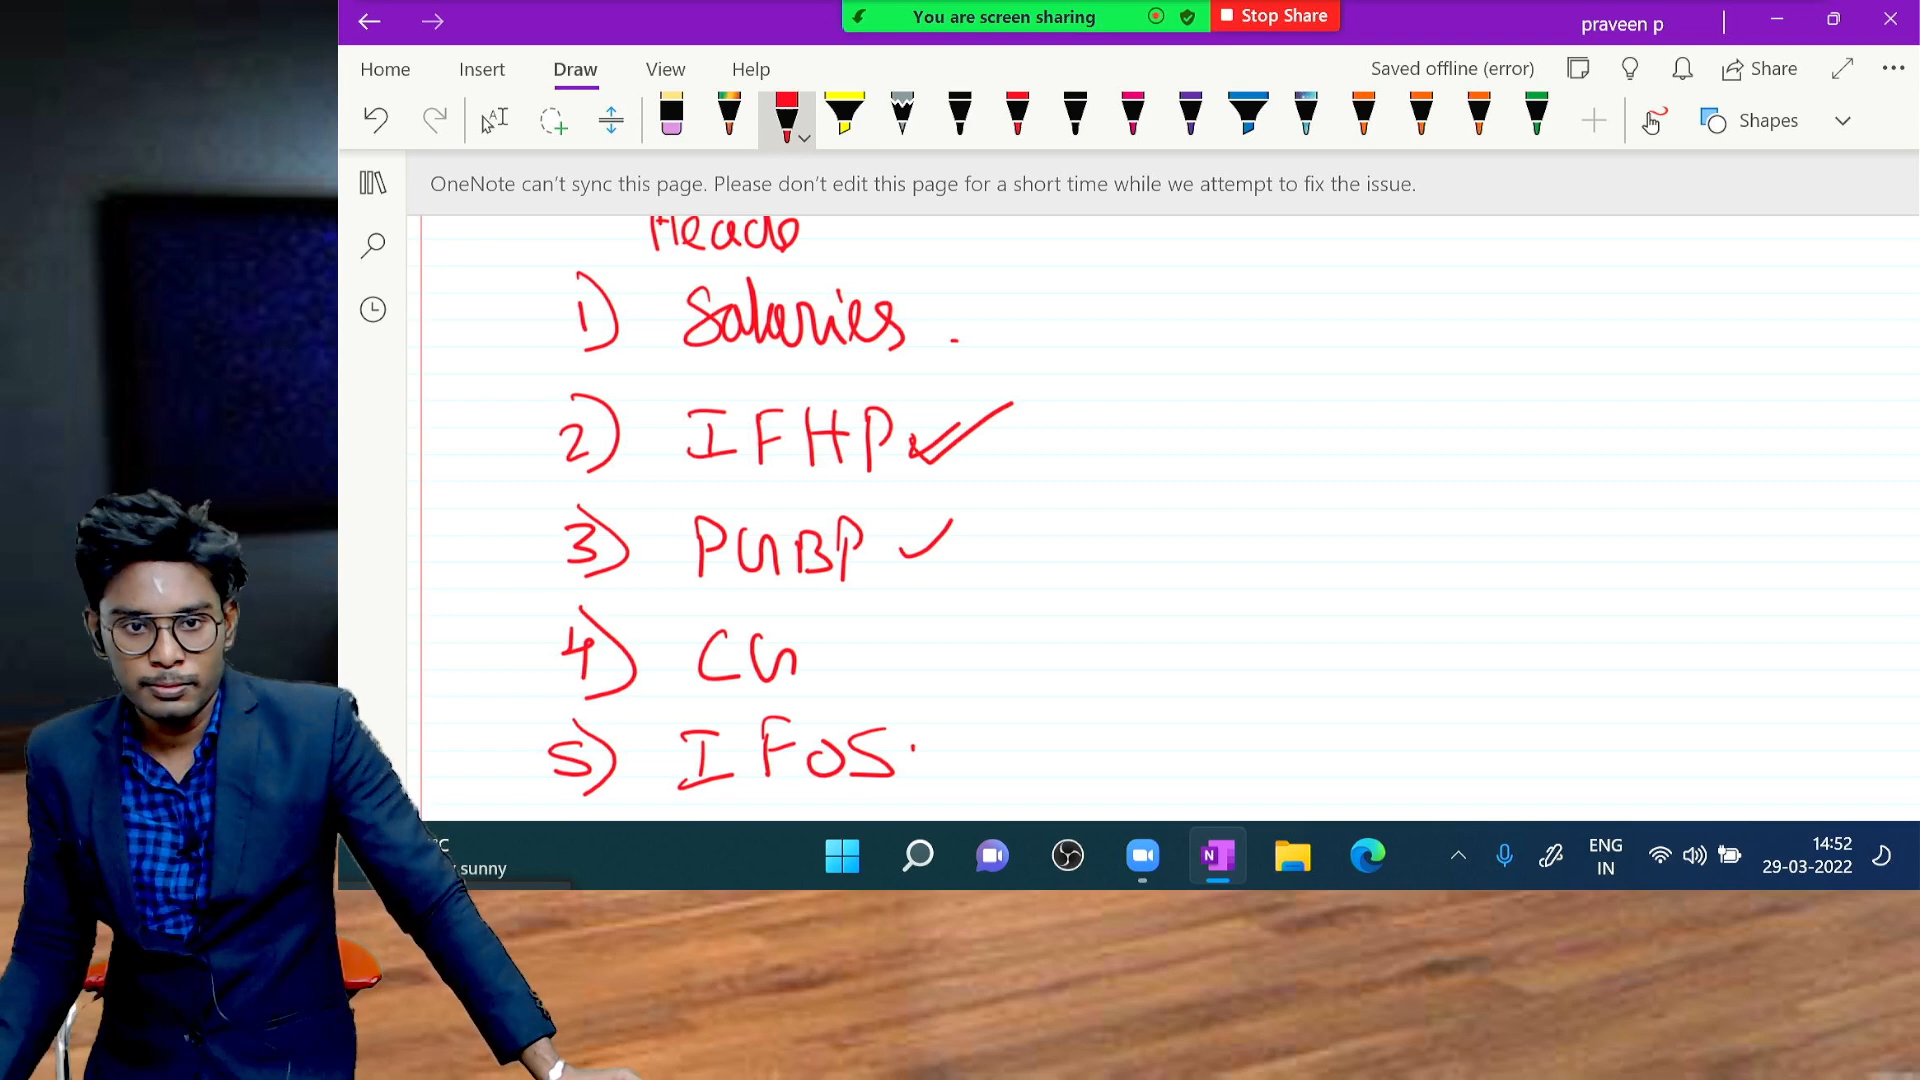 You are screen sharing Stop Share praveen p
Home Insert Draw View Help Saved offline (error) Share
Shapes
OneNote can't sync this page. Please don't edit this page for a short time while we attempt to fix the issue.
Heads
1) Salaries .
2) IFHP
3) PGBP
4) CG
5) IFOS.
C
sunny
ENG
IN
14:52
29-03-2022